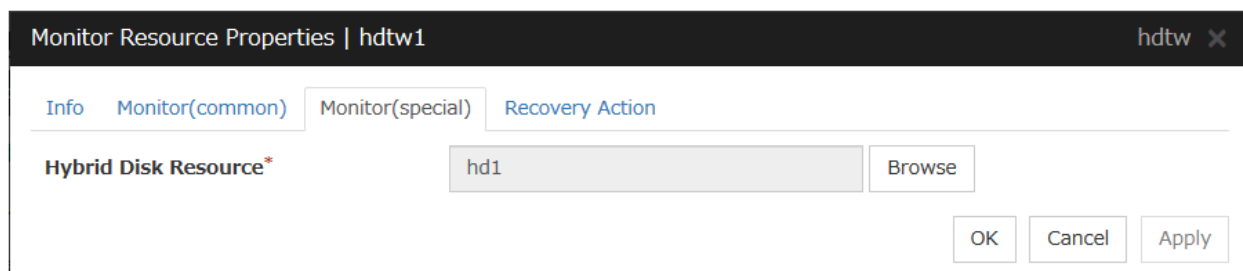 Monitor Resource Properties | hdtw1 hdtw ×
Info Monitor(common) Monitor(special) Recovery Action
Hybrid Disk Resource* hd1 Browse
OK Cancel Apply